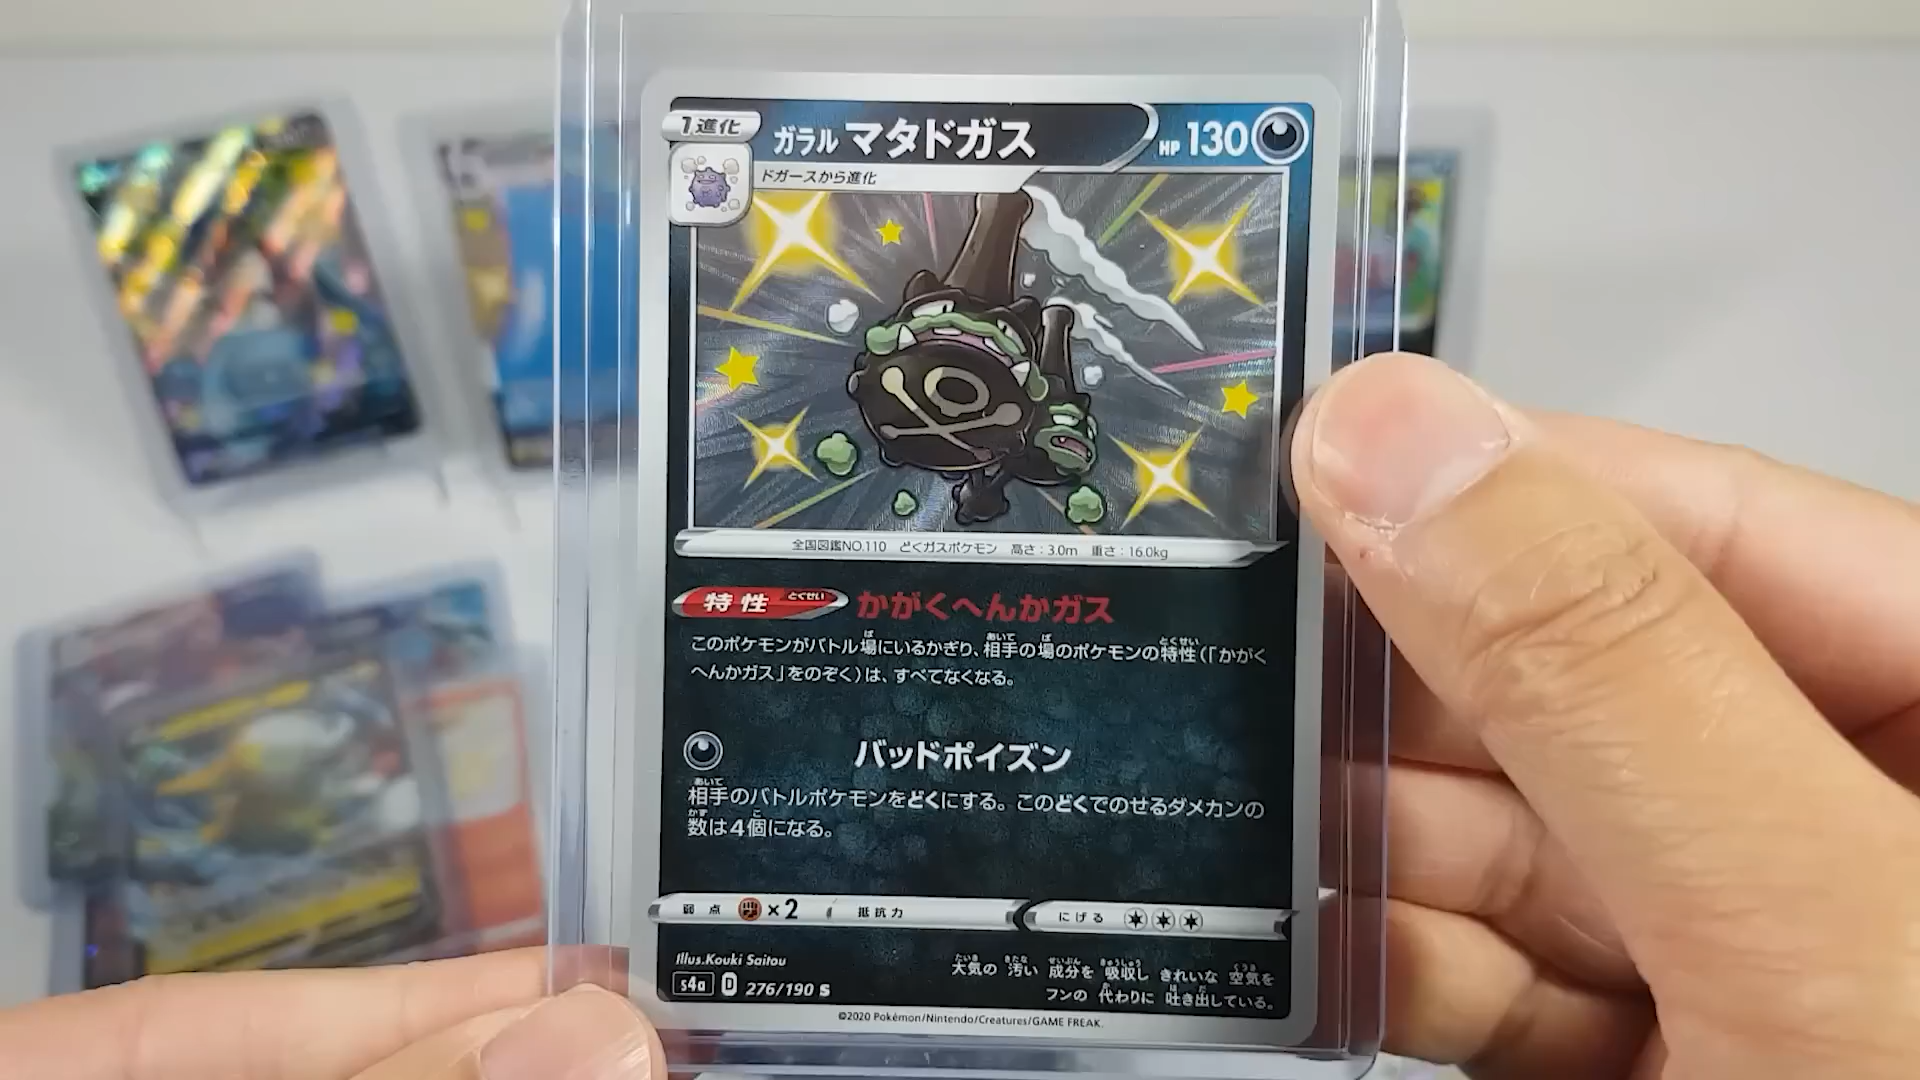 1進化
ガラル マタドガス
HP 130
ドガースから進化
全国図鑑NO.110 どくガスポケモン 高さ:3.0m 重さ:16.0kg
特性 とくせい かがくへんかガス
このポケモンがバトル場にいるかぎり、相手の場のポケモンの特性(「かがく
へんかガス」をのぞく)は、すべてなくなる。
バッドポイズン
相手のバトルポケモンをどくにする。このどくでのせるダメカンの
数は4個になる。
弱点 ×2 抵抗力 にげる
Illus.Kouki Saitou
大気の 汚い 成分を 吸収し きれいな 空気を
フンの 代わりに 吐き出している。
s4a D 276/190 S
©2020 Pokémon/Nintendo/Creatures/GAME FREAK.